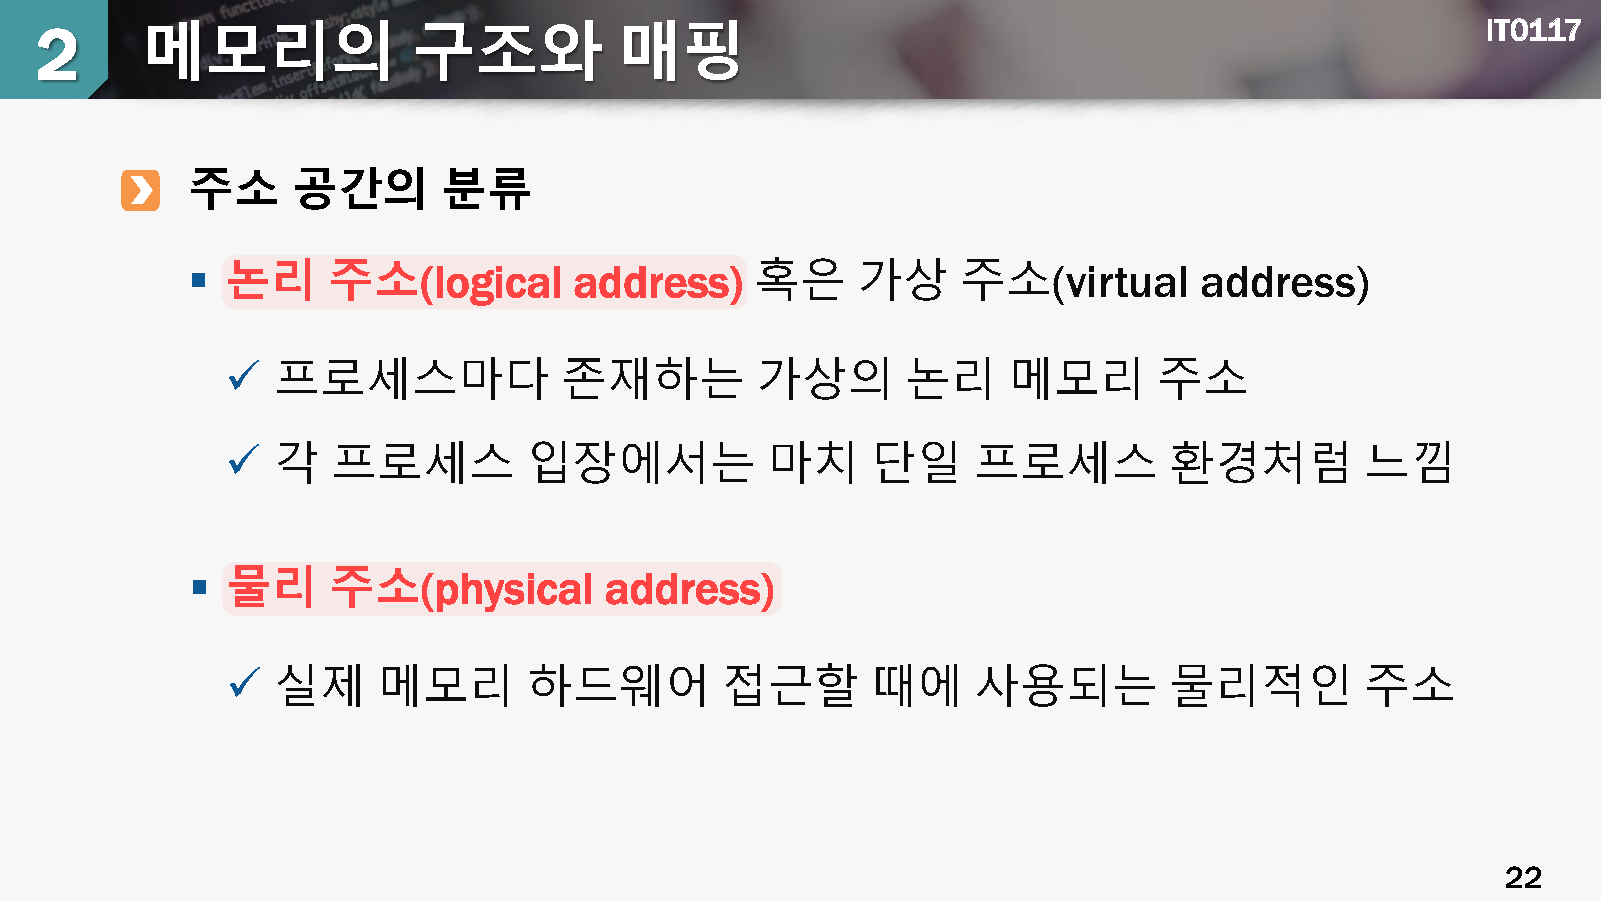 2 메모리의 구조와 매핑
IT0117
주소 공간의 분류
논리 주소(logical address) 혹은 가상 주소(virtual address)
프로세스마다 존재하는 가상의 논리 메모리 주소
각 프로세스 입장에서는 마치 단일 프로세스 환경처럼 느낌
물리 주소(physical address)
실제 메모리 하드웨어 접근할 때에 사용되는 물리적인 주소
22